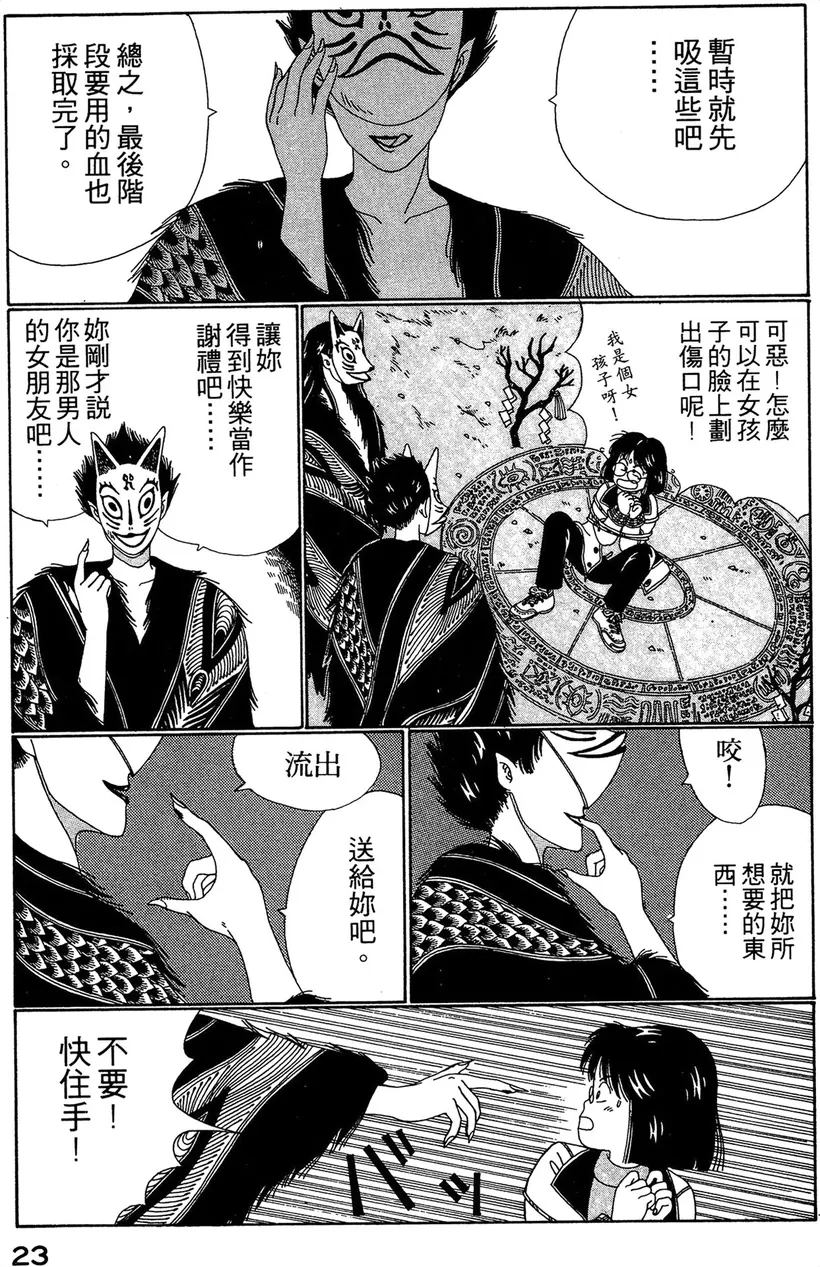 暫時就先
吸這些吧
……
總之，最後階
段要用的血也
採取完了。
可惡！怎麼
可以在女孩
子的臉上劃
出傷口呢！
我是個女
孩子呀！
讓妳
得到快樂當作
謝禮吧……
妳剛才說
你是那男人
的女朋友吧……
咬！
就把妳所
想要的東
西……
流出
送給妳吧。
不要！
快住手！
バババ
23